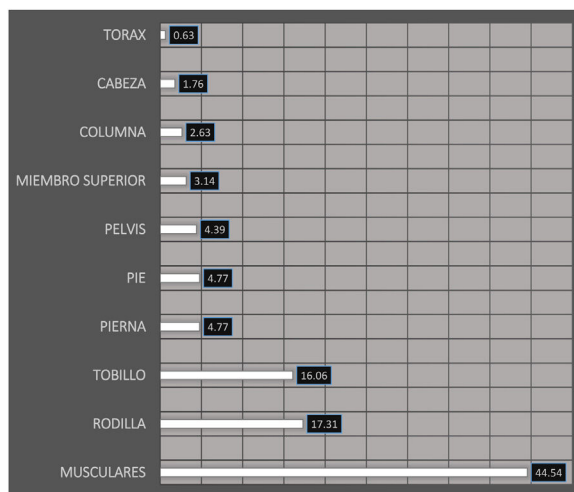 TORAX 0.63
CABEZA 1.76
COLUMNA 2.63
MIEMBRO SUPERIOR 3.14
PELVIS 4.39
PIE 4.77
PIERNA 4.77
TOBILLO 16.06
RODILLA 17.31
MUSCULARES 44.54